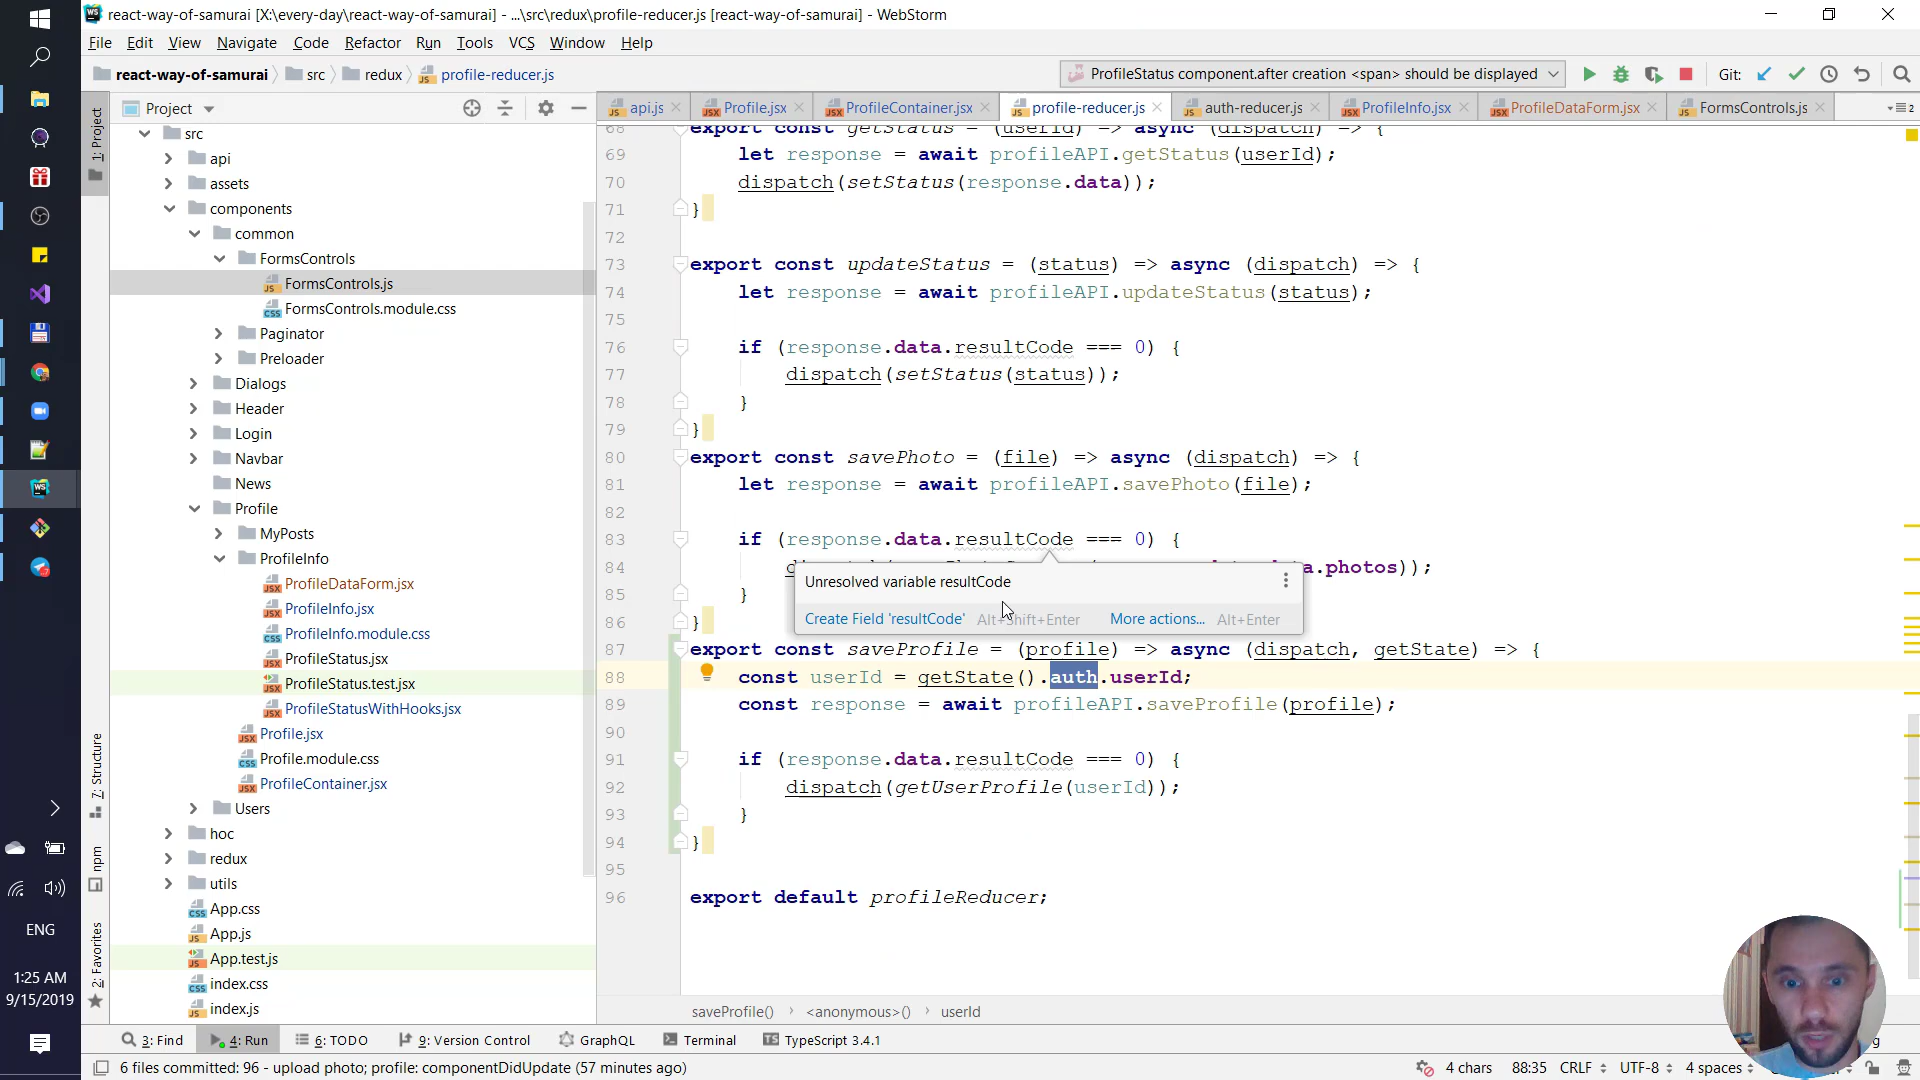 react-way-of-samurai [X:\every-day\react-way-of-samurai] - ...\src\redux\profile-reducer.js [react-way-of-samurai] - WebStorm
File Edit View Navigate Code Refactor Run Tools VCS Window Help
react-way-of-samurai src redux profile-reducer.js
ProfileStatus component.after creation <span> should be displayed
Git:
Project
api.js Profile.jsx ProfileContainer.jsx profile-reducer.js auth-reducer.js ProfileInfo.jsx ProfileDataForm.jsx FormsControls.js
1: Project
src
api
assets
components
common
FormsControls
FormsControls.js
FormsControls.module.css
Paginator
Preloader
Dialogs
Header
Login
Navbar
News
Profile
MyPosts
ProfileInfo
ProfileDataForm.jsx
ProfileInfo.jsx
ProfileInfo.module.css
ProfileStatus.jsx
ProfileStatus.test.jsx
ProfileStatusWithHooks.jsx
Profile.jsx
Profile.module.css
ProfileContainer.jsx
Users
hoc
redux
utils
App.css
App.js
App.test.js
index.css
index.js
7: Structure
npm
2: Favorites
68 export const getStatus = (userId) => async (dispatch) => {
69 let response = await profileAPI.getStatus(userId);
70 dispatch(setStatus(response.data));
71 }
72
73 export const updateStatus = (status) => async (dispatch) => {
74 let response = await profileAPI.updateStatus(status);
75
76 if (response.data.resultCode === 0) {
77 dispatch(setStatus(status));
78 }
79 }
80 export const savePhoto = (file) => async (dispatch) => {
81 let response = await profileAPI.savePhoto(file);
82
83 if (response.data.resultCode === 0) {
84 a.photos));
85 }
86 }
Unresolved variable resultCode
Create Field 'resultCode' Alt+Shift+Enter More actions... Alt+Enter
87 export const saveProfile = (profile) => async (dispatch, getState) => {
88 const userId = getState().auth.userId;
89 const response = await profileAPI.saveProfile(profile);
90
91 if (response.data.resultCode === 0) {
92 dispatch(getUserProfile(userId));
93 }
94 }
95
96 export default profileReducer;
saveProfile() <anonymous>() userId
3: Find 4: Run 6: TODO 9: Version Control GraphQL Terminal TypeScript 3.4.1
6 files committed: 96 - upload photo; profile: componentDidUpdate (57 minutes ago)
4 chars 88:35 CRLF UTF-8 4 spaces
ENG
1:25 AM
9/15/2019